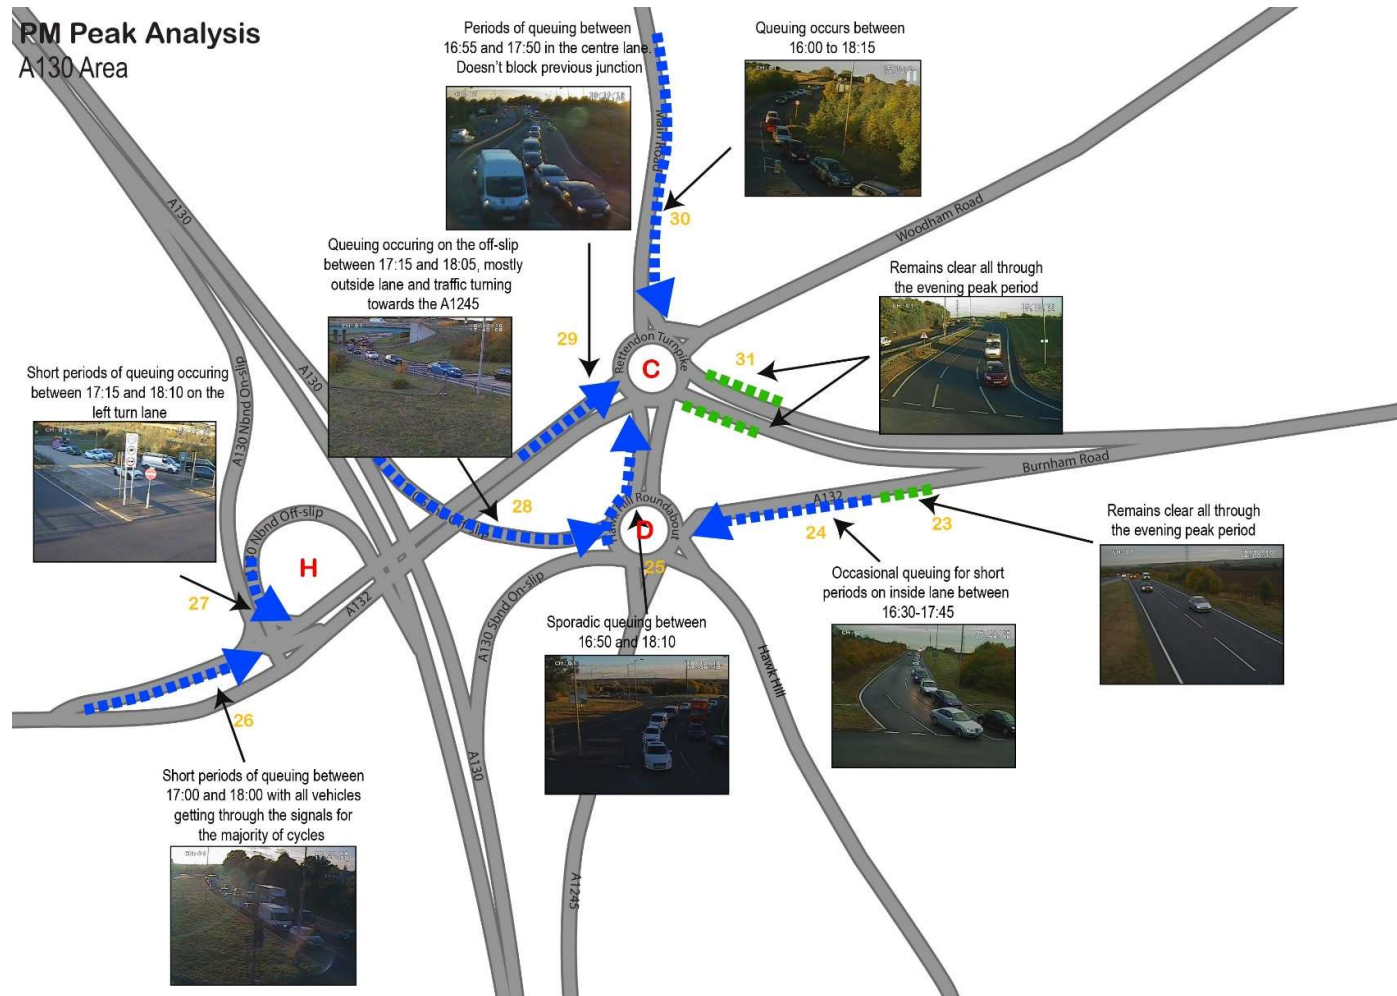 PM Peak Analysis
A130 Area
Periods of queuing between
16:55 and 17:50 in the centre lane.
Doesn't block previous junction
Queuing occurs between
16:00 to 18:15
Main Road
30
A130
Woodham Road
Queuing occuring on the off-slip
between 17:15 and 18:05, mostly
outside lane and traffic turning
towards the A1245
Remains clear all through
the evening peak period
29
Rettendon Turnpike
C
31
Short periods of queuing occuring
between 17:15 and 18:10 on the
left turn lane
A130 Nbnd On-slip
A130
Burnham Road
A132
28
Off-slip
Hawk Hill Roundabout
D
24
23
Remains clear all through
the evening peak period
Nbnd Off-slip
H
25
Occasional queuing for short
periods on inside lane between
16:30-17:45
27
A132
A130 Sbnd On-slip
Sporadic queuing between
16:50 and 18:10
Hawk Hill
26
A130
Short periods of queuing between
17:00 and 18:00 with all vehicles
getting through the signals for
the majority of cycles
A1245